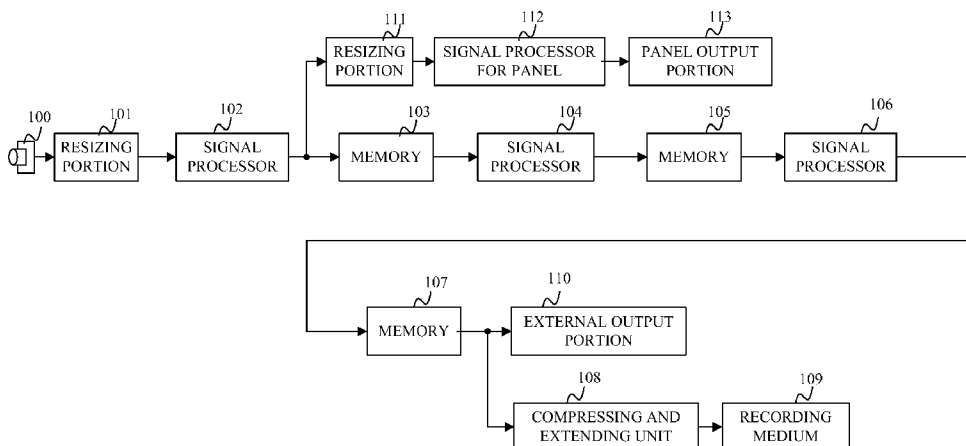 111
112
113
RESIZING
PORTION
SIGNAL PROCESSOR
FOR PANEL
PANEL OUTPUT
PORTION
100
101
102
103
104
105
106
RESIZING
PORTION
SIGNAL
PROCESSOR
MEMORY
SIGNAL
PROCESSOR
MEMORY
SIGNAL
PROCESSOR
107
110
MEMORY
EXTERNAL OUTPUT
PORTION
108
109
COMPRESSING AND
EXTENDING UNIT
RECORDING
MEDIUM